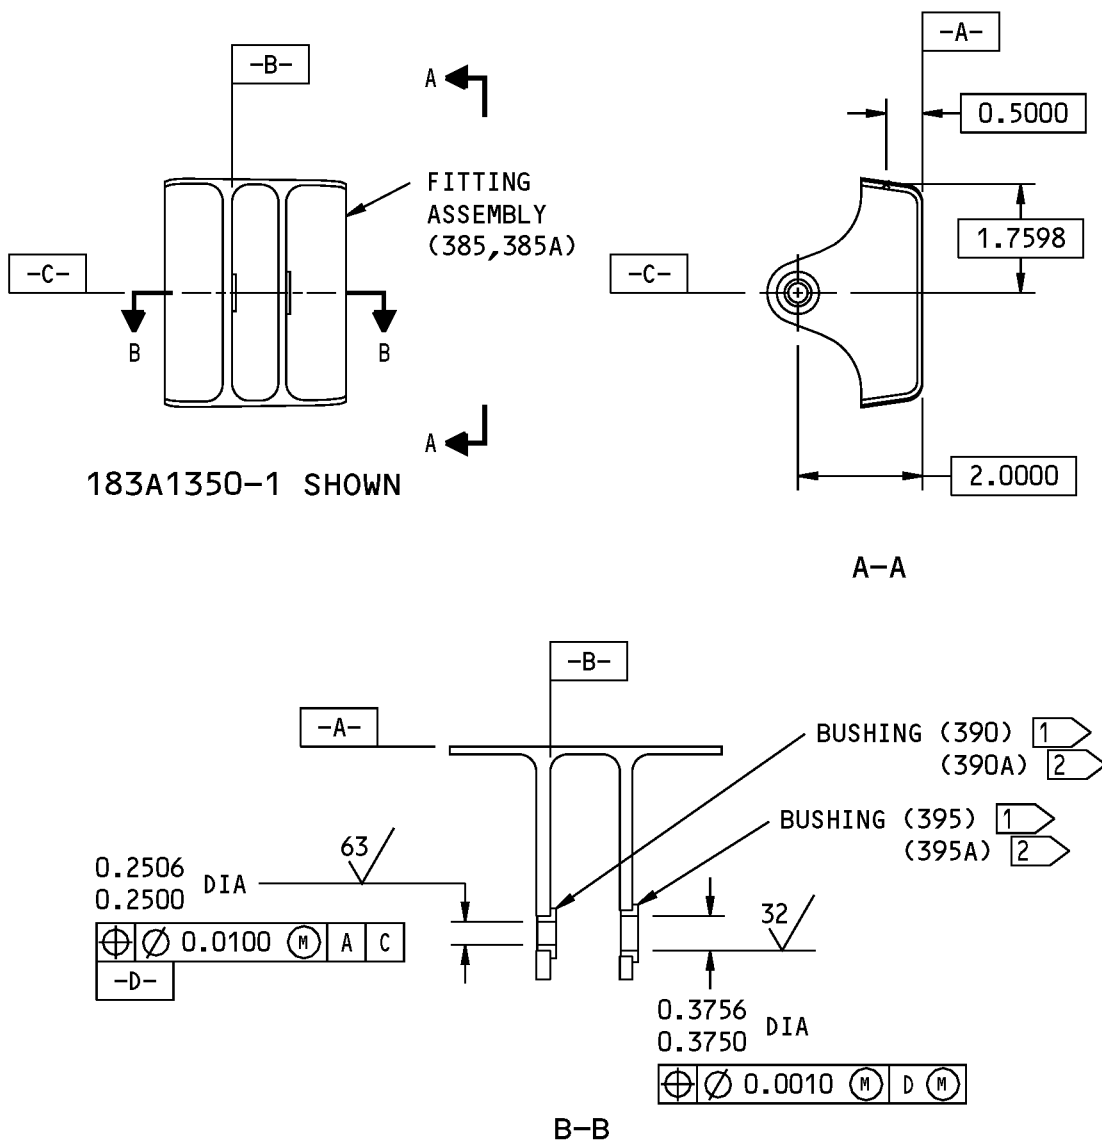 -B-
A
FITTING
ASSEMBLY
(385,385A)
-C-
B
B
A
183A1350-1 SHOWN
-A-
0.5000
1.7598
-C-
2.0000
A-A
-B-
-A-
BUSHING (390) 1
(390A) 2
BUSHING (395) 1
(395A) 2
63
0.2506
0.2500
DIA
⌖ ⌀ 0.0100 Ⓜ A C
-D-
32
0.3756
0.3750
DIA
⌖ ⌀ 0.0010 Ⓜ D Ⓜ
B-B